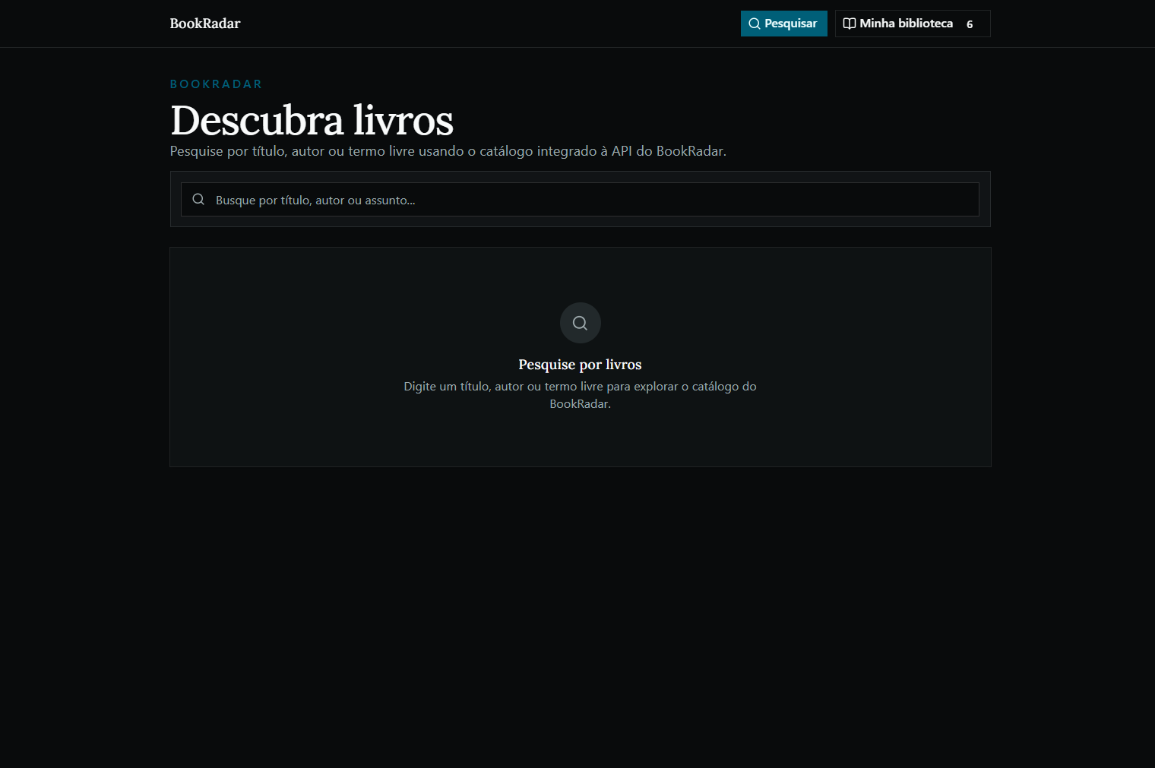 BookRadar
Pesquisar
Minha biblioteca 6
BOOKRADAR
Descubra livros
Pesquise por título, autor ou termo livre usando o catálogo integrado à API do BookRadar.
Busque por título, autor ou assunto...
Pesquise por livros
Digite um título, autor ou termo livre para explorar o catálogo do
BookRadar.